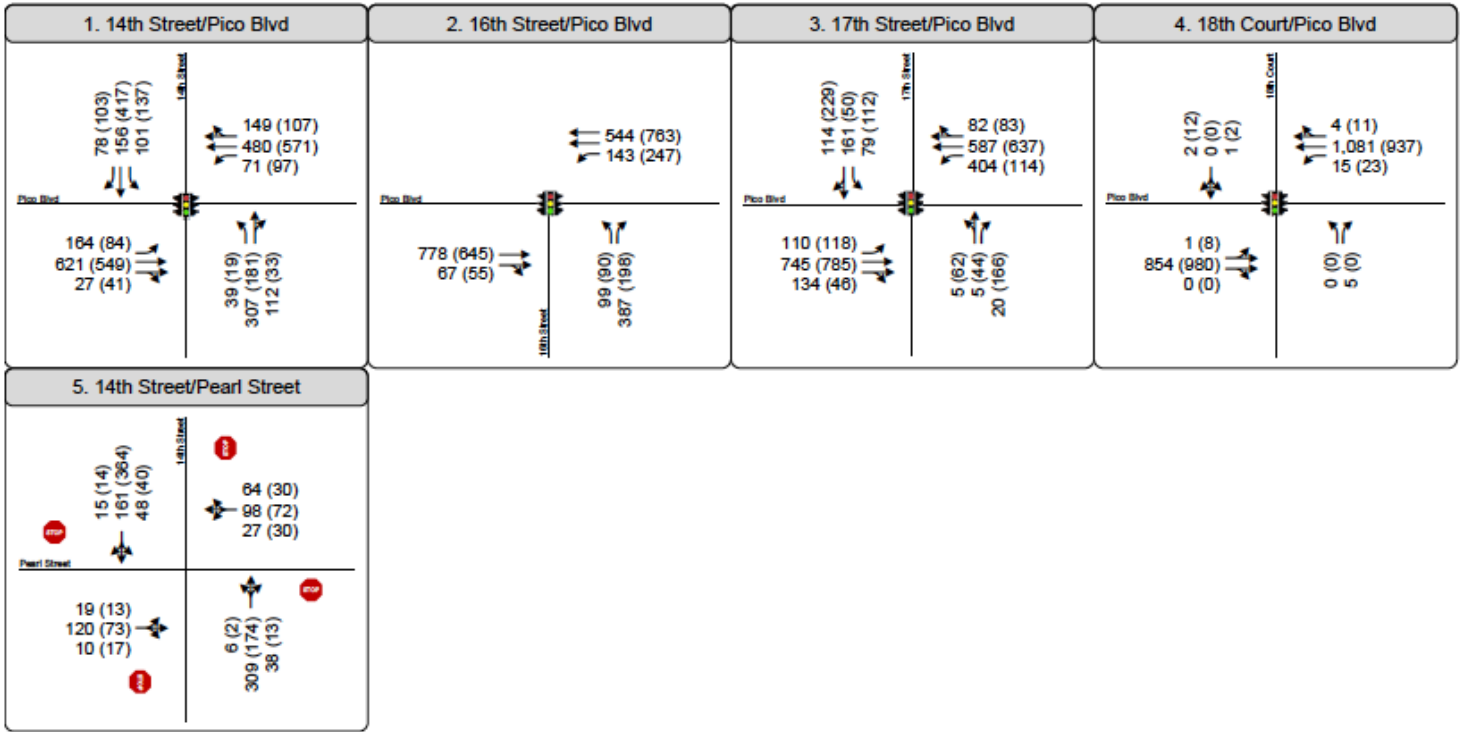 1. 14th Street/Pico Blvd
14th Street
78 (103)
156 (417)
101 (137)
149 (107)
480 (571)
71 (97)
Pico Blvd
164 (84)
621 (549)
27 (41)
39 (19)
307 (181)
112 (33)
2. 16th Street/Pico Blvd
544 (763)
143 (247)
Pico Blvd
778 (645)
67 (55)
99 (90)
387 (198)
16th Street
3. 17th Street/Pico Blvd
17th Street
114 (229)
161 (50)
79 (112)
82 (83)
587 (637)
404 (114)
Pico Blvd
110 (118)
745 (785)
134 (46)
5 (62)
5 (44)
20 (166)
4. 18th Court/Pico Blvd
18th Court
2 (12)
0 (0)
1 (2)
4 (11)
1,081 (937)
15 (23)
Pico Blvd
1 (8)
854 (980)
0 (0)
0 (0)
5 (0)
5. 14th Street/Pearl Street
14th Street
STOP
15 (14)
161 (364)
48 (40)
64 (30)
98 (72)
27 (30)
STOP
Pearl Street
STOP
19 (13)
120 (73)
10 (17)
6 (2)
309 (174)
38 (13)
STOP